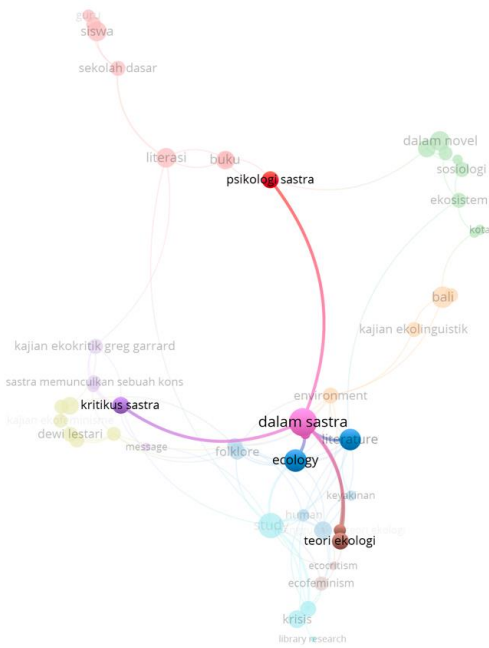 guru
siswa
sekolah dasar
literasi
buku
psikologi sastra
dalam novel
sosiologi
ekosistem
kota
bali
kajian ekolinguistik
kajian ekokritik greg garrard
sastra memunculkan sebuah kons
environment
kritikus sastra
dalam sastra
dewi lestari
message
folklore
literature
ecology
keyakinan
human
study
teori ekologi
ecocritism
ecofeminism
krisis
library research